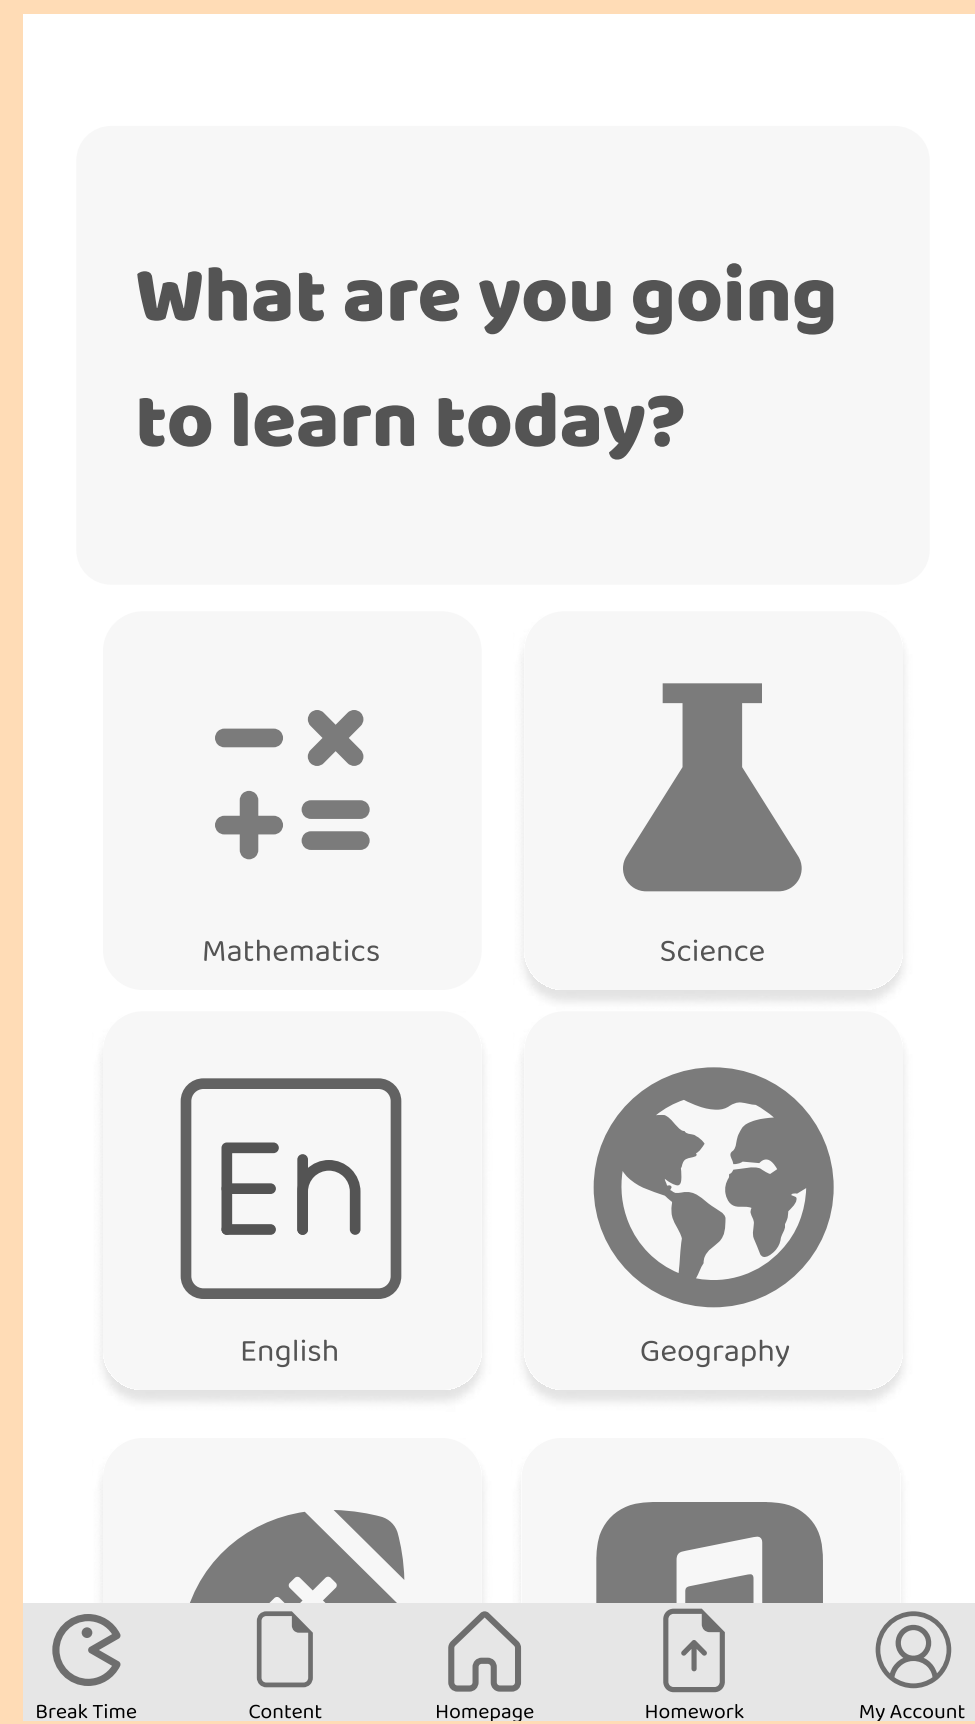 What are you going
to learn today?
Mathematics
Science
En
English
Geography
Break Time
Content
Homepage
Homework
My Account